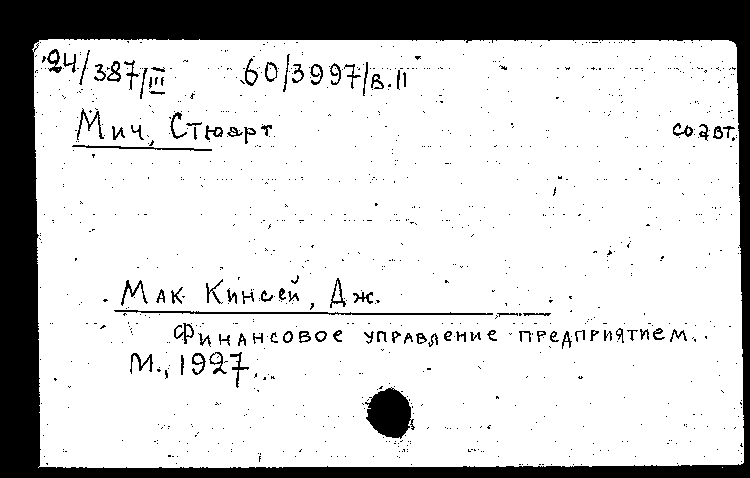 24/387/III 60/3997/в.II
Мич, Стюарт соавт.
Мак Кинсей, Дж.
Финансовое управление предприятием.
М., 1927.